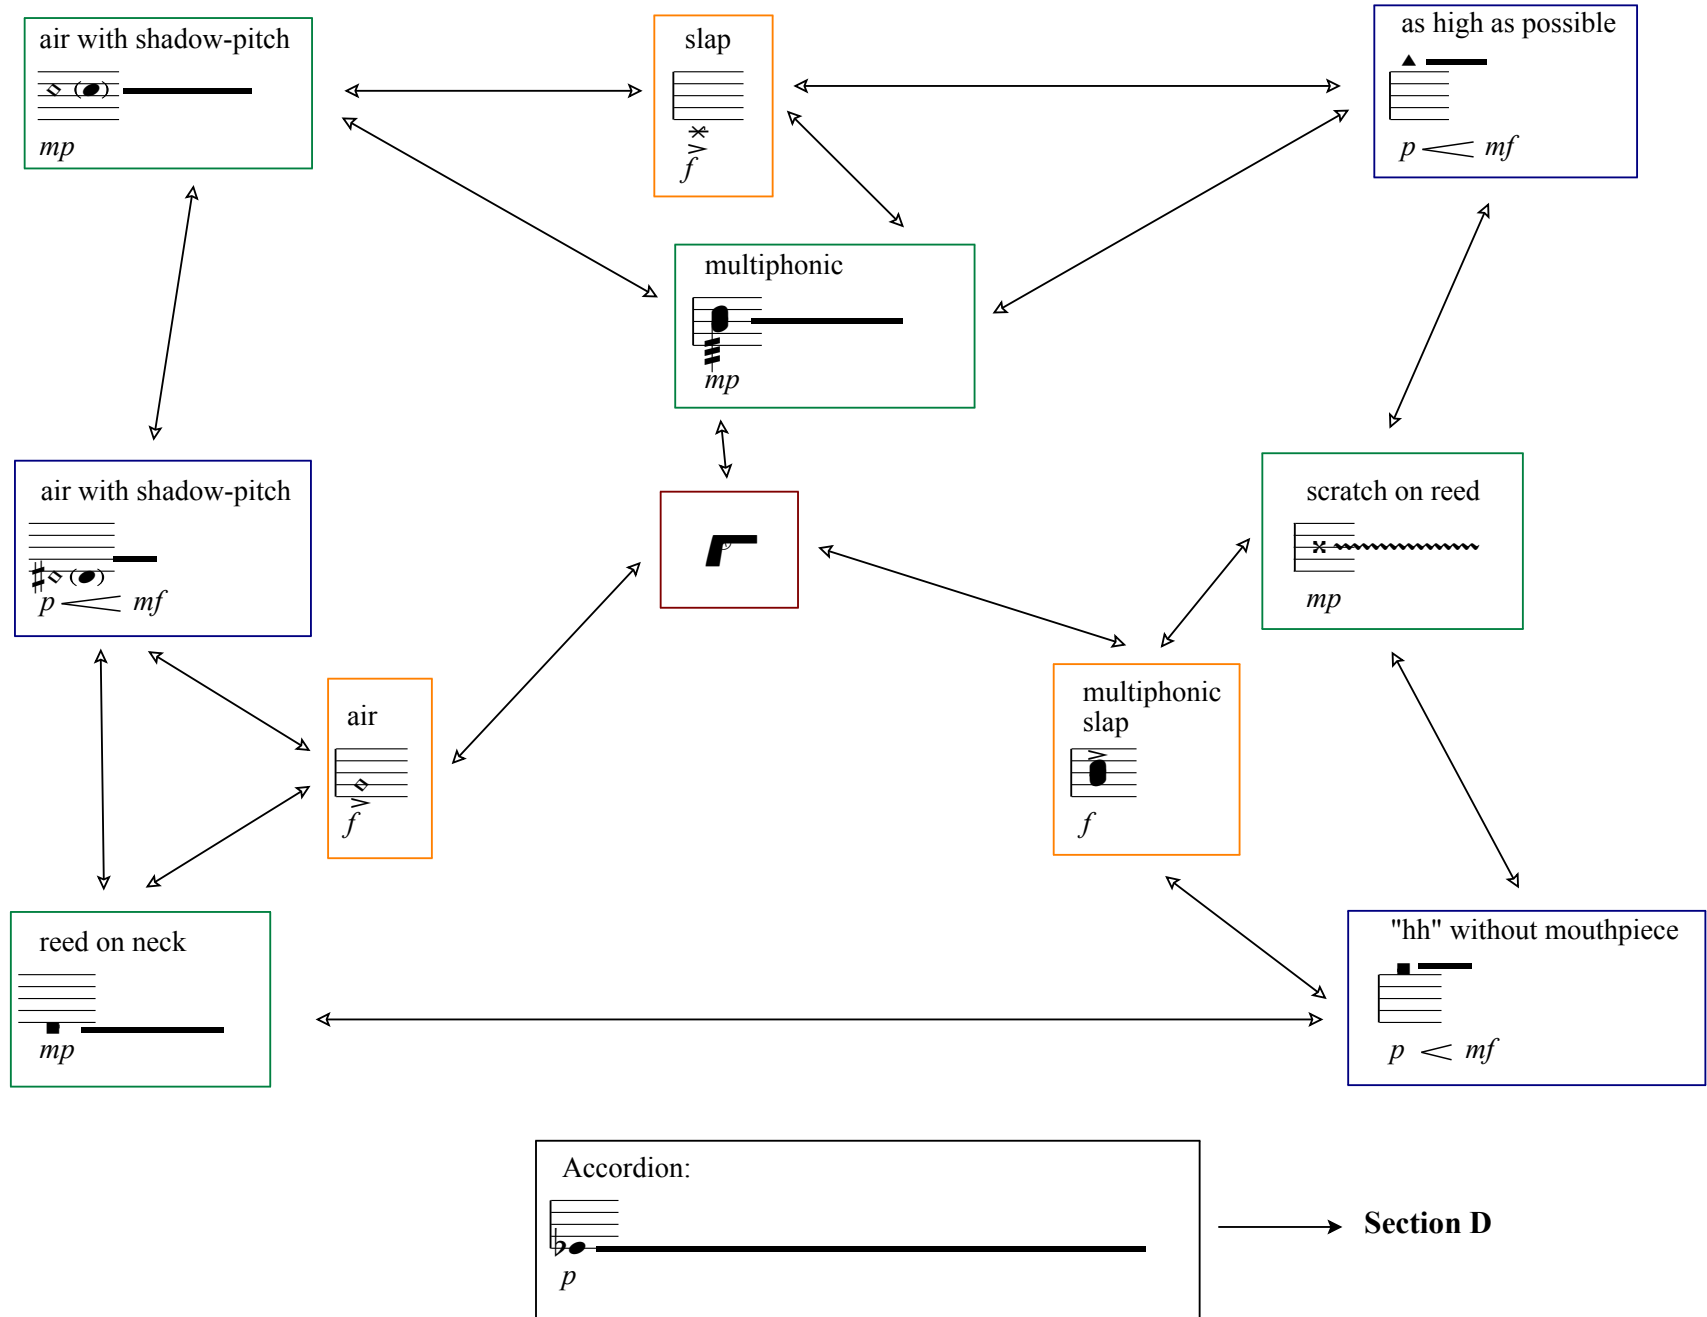 air with shadow-pitch
mp
slap
f
as high as possible
p mf
multiphonic
mp
air with shadow-pitch
p mf
scratch on reed
mp
air
f
multiphonic
slap
f
reed on neck
mp
"hh" without mouthpiece
p mf
Accordion:
p
Section D